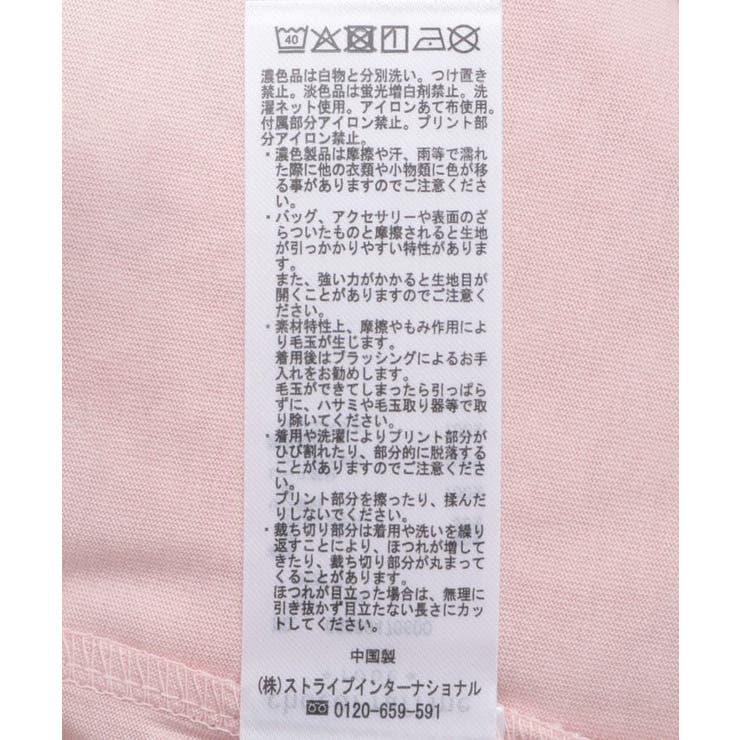 40
濃色品は白物と分別洗い。つけ置き
禁止。淡色品は蛍光増白剤禁止。洗
濯ネット使用。アイロンあて布使用。
付属部分アイロン禁止。プリント部
分アイロン禁止。
・濃色製品は摩擦や汗、雨等で濡れ
た際に他の衣類や小物類に色が移
る事がありますのでご注意くださ
い。
・バッグ、アクセサリーや表面のざ
らついたものと摩擦されると生地
が引っかかりやすい特性がありま
す。
また、強い力がかかると生地目が
開くことがありますのでご注意く
ださい。
・素材特性上、摩擦やもみ作用によ
り毛玉が生じます。
着用後はブラッシングによるお手
入れをお勧めします。
毛玉ができてしまったら引っぱら
ずに、ハサミや毛玉取り器等で取
り除いてください。
・着用や洗濯によりプリント部分が
ひび割れたり、部分的に脱落する
ことがありますのでご注意くださ
い。
プリント部分を擦ったり、揉んだ
りしないでください。
・裁ち切り部分は着用や洗いを繰り
返すことにより、ほつれが増して
きたり、裁ち切り部分が丸まって
くることがあります。
ほつれが目立った場合は、無理に
引き抜かず目立たない長さにカッ
トしてください。
中国製
(株)ストライプインターナショナル
0120-659-591